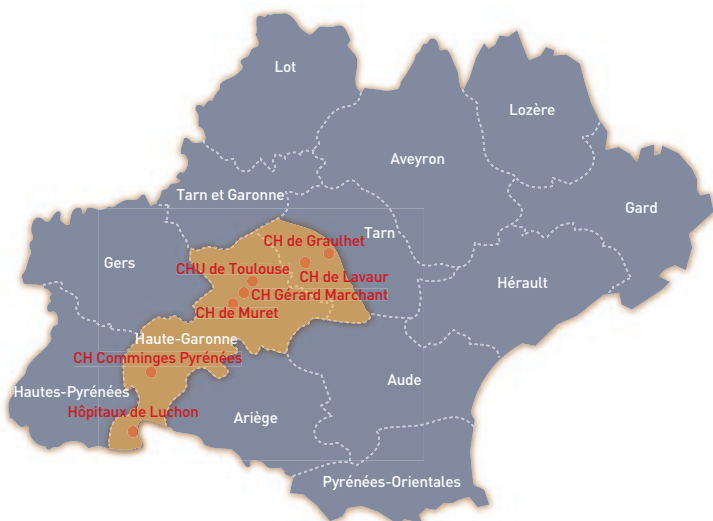 Lot
Lozère
Aveyron
Tarn et Garonne
Gard
Tarn
CH de Graulhet
Gers
CHU de Toulouse
CH de Lavaur
Hérault
CH Gérard Marchant
CH de Muret
Haute-Garonne
CH Comminges Pyrénées
Aude
Hautes-Pyrénées
Hôpitaux de Luchon
Ariège
Pyrénées-Orientales